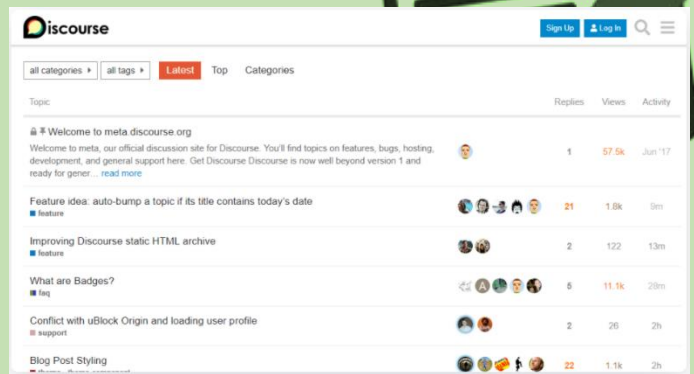 Discourse
Sign Up Log In
all categories all tags Latest Top Categories
Topic Replies Views Activity
Welcome to meta.discourse.org
Welcome to meta, our official discussion site for Discourse. You'll find topics on features, bugs, hosting,
development, and general support here. Get Discourse Discourse is now well beyond version 1 and
ready for gener… read more
1 57.5k Jun '17
Feature idea: auto-bump a topic if its title contains today's date
feature
21 1.8k 9m
Improving Discourse static HTML archive
feature
2 122 13m
What are Badges?
faq
A
5 11.1k 28m
Conflict with uBlock Origin and loading user profile
support
2 26 2h
Blog Post Styling
22 1.1k 2h